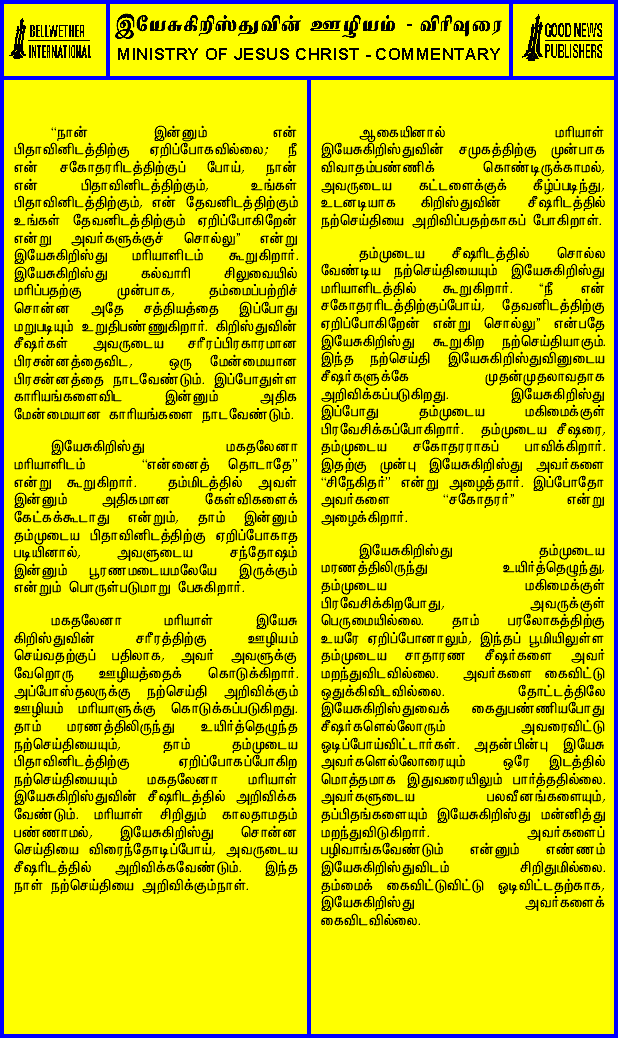 BELLWETHER
INTERNATIONAL
இயேசுகிறிஸ்துவின் ஊழியம் - விரிவுரை
MINISTRY OF JESUS CHRIST - COMMENTARY
GOOD NEWS
PUBLISHERS
“நான் இன்னும் என்
பிதாவினிடத்திற்கு ஏறிப்போகவில்லை; நீ
என் சகோதரரிடத்திற்குப் போய், நான்
என் பிதாவினிடத்திற்கும், உங்கள்
பிதாவினிடத்திற்கும், என் தேவனிடத்திற்கும்
உங்கள் தேவனிடத்திற்கும் ஏறிப்போகிறேன்
என்று அவர்களுக்குச் சொல்லு” என்று
இயேசுகிறிஸ்து மரியாளிடம் கூறுகிறார்.
இயேசுகிறிஸ்து கல்வாரி சிலுவையில்
மரிப்பதற்கு முன்பாக, தம்மைப்பற்றிச்
சொன்ன அதே சத்தியத்தை இப்போது
மறுபடியும் உறுதிபண்ணுகிறார். கிறிஸ்துவின்
சீஷர்கள் அவருடைய சரீரப்பிரகாரமான
பிரசன்னத்தைவிட, ஒரு மேன்மையான
பிரசன்னத்தை நாடவேண்டும். இப்போதுள்ள
காரியங்களைவிட இன்னும் அதிக
மேன்மையான காரியங்களை நாடவேண்டும்.
இயேசுகிறிஸ்து மகதலேனா
மரியாளிடம் “என்னைத் தொடாதே”
என்று கூறுகிறார். தம்மிடத்தில் அவள்
இன்னும் அதிகமான கேள்விகளைக்
கேட்கக்கூடாது என்றும், தாம் இன்னும்
தம்முடைய பிதாவினிடத்திற்கு ஏறிப்போகாத
படியினால், அவளுடைய சந்தோஷம்
இன்னும் பூரணமடையமலேயே இருக்கும்
என்றும் பொருள்படுமாறு பேசுகிறார்.
மகதலேனா மரியாள் இயேசு
கிறிஸ்துவின் சரீரத்திற்கு ஊழியம்
செய்வதற்குப் பதிலாக, அவர் அவளுக்கு
வேறொரு ஊழியத்தைக் கொடுக்கிறார்.
அப்போஸ்தலருக்கு நற்செய்தி அறிவிக்கும்
ஊழியம் மரியாளுக்கு கொடுக்கப்படுகிறது.
தாம் மரணத்திலிருந்து உயிர்த்தெழுந்த
நற்செய்தியையும், தாம் தம்முடைய
பிதாவினிடத்திற்கு ஏறிப்போகப்போகிற
நற்செய்தியையும் மகதலேனா மரியாள்
இயேசுகிறிஸ்துவின் சீஷரிடத்தில் அறிவிக்க
வேண்டும். மரியாள் சிறிதும் காலதாமதம்
பண்ணாமல், இயேசுகிறிஸ்து சொன்ன
செய்தியை விரைந்தோடிப்போய், அவருடைய
சீஷரிடத்தில் அறிவிக்கவேண்டும். இந்த
நாள் நற்செய்தியை அறிவிக்கும்நாள்.
ஆகையினால் மரியாள்
இயேசுகிறிஸ்துவின் சமுகத்திற்கு முன்பாக
விவாதம்பண்ணிக் கொண்டிருக்காமல்,
அவருடைய கட்டளைக்குக் கீழ்ப்படிந்து,
உடனடியாக கிறிஸ்துவின் சீஷரிடத்தில்
நற்செய்தியை அறிவிப்பதற்காகப் போகிறாள்.
தம்முடைய சீஷரிடத்தில் சொல்ல
வேண்டிய நற்செய்தியையும் இயேசுகிறிஸ்து
மரியாளிடத்தில் கூறுகிறார். “நீ என்
சகோதரரிடத்திற்குப்போய், தேவனிடத்திற்கு
ஏறிப்போகிறேன் என்று சொல்லு” என்பதே
இயேசுகிறிஸ்து கூறுகிற நற்செய்தியாகும்.
இந்த நற்செய்தி இயேசுகிறிஸ்துவினுடைய
சீஷர்களுக்கே முதன்முதலாவதாக
அறிவிக்கப்படுகிறது. இயேசுகிறிஸ்து
இப்போது தம்முடைய மகிமைக்குள்
பிரவேசிக்கப்போகிறார். தம்முடைய சீஷரை,
தம்முடைய சகோதரராகப் பாவிக்கிறார்.
இதற்கு முன்பு இயேசுகிறிஸ்து அவர்களை
“சிநேகிதர்” என்று அழைத்தார். இப்போதோ
அவர்களை “சகோதரர்” என்று
அழைக்கிறார்.
இயேசுகிறிஸ்து தம்முடைய
மரணத்திலிருந்து உயிர்த்தெழுந்து,
தம்முடைய மகிமைக்குள்
பிரவேசிக்கிறபோது, அவருக்குள்
பெருமையில்லை. தாம் பரலோகத்திற்கு
உயரே ஏறிப்போனாலும், இந்தப் பூமியிலுள்ள
தம்முடைய சாதாரண சீஷர்களை அவர்
மறந்துவிடவில்லை. அவர்களை கைவிட்டு
ஒதுக்கிவிடவில்லை. தோட்டத்திலே
இயேசுகிறிஸ்துவைக் கைதுபண்ணியபோது
சீஷர்களெல்லோரும் அவரைவிட்டு
ஓடிப்போய்விட்டார்கள். அதன்பின்பு இயேசு
அவர்களெல்லோரையும் ஒரே இடத்தில்
மொத்தமாக இதுவரையிலும் பார்த்ததில்லை.
அவர்களுடைய பலவீனங்களையும்,
தப்பிதங்களையும் இயேசுகிறிஸ்து மன்னித்து
மறந்துவிடுகிறார். அவர்களைப்
பழிவாங்கவேண்டும் என்னும் எண்ணம்
இயேசுகிறிஸ்துவிடம் சிறிதுமில்லை.
தம்மைக் கைவிட்டுவிட்டு ஓடிவிட்டதற்காக,
இயேசுகிறிஸ்து அவர்களைக்
கைவிடவில்லை.